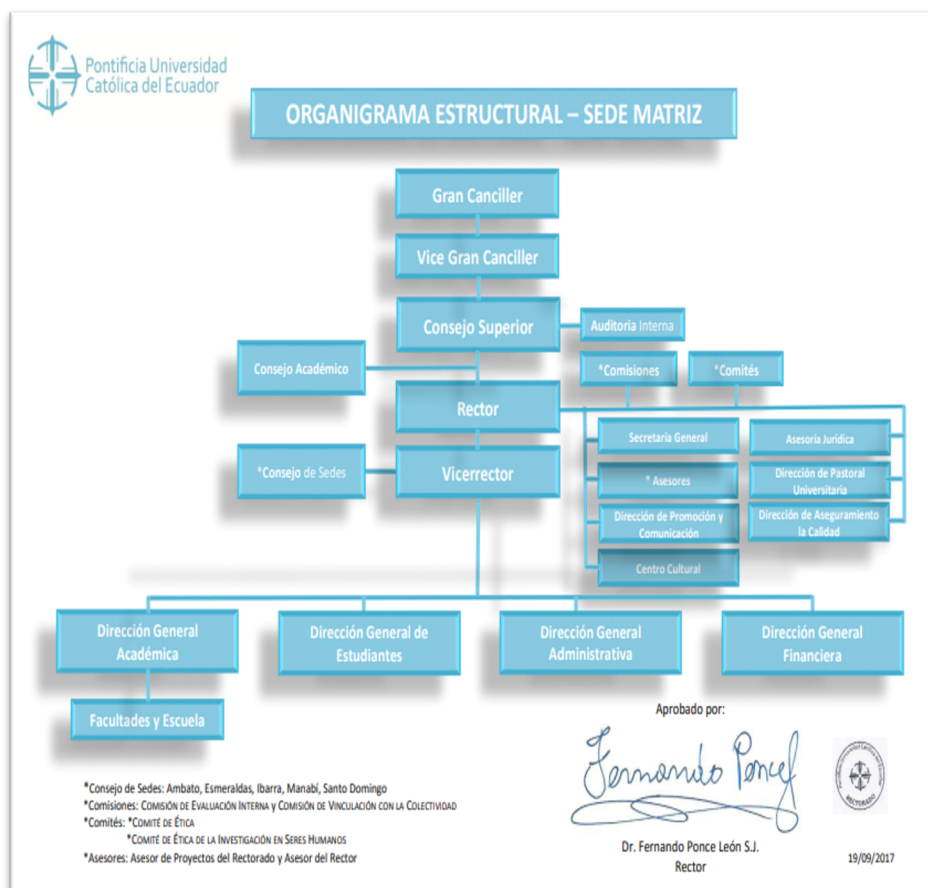 Pontificia Universidad
Católica del Ecuador
ORGANIGRAMA ESTRUCTURAL – SEDE MATRIZ
Gran Canciller
Vice Gran Canciller
Consejo Superior
Auditoria Interna
Consejo Académico
*Comisiones
*Comités
Rector
Secretaria General
Asesoría Jurídica
*Consejo de Sedes
Vicerrector
* Asesores
Dirección de Pastoral
Universitaria
Dirección de Promoción y
Comunicación
Dirección de Aseguramiento
la Calidad
Centro Cultural
Dirección General
Académica
Dirección General de
Estudiantes
Dirección General
Administrativa
Dirección General
Financiera
Facultades y Escuela
Aprobado por:
Fernando Ponce
*Consejo de Sedes: Ambato, Esmeraldas, Ibarra, Manabí, Santo Domingo
*Comisiones: COMISIÓN DE EVALUACIÓN INTERNA Y COMISIÓN DE VINCULACIÓN CON LA COLECTIVIDAD
*Comités: *COMITÉ DE ÉTICA
*COMITÉ DE ÉTICA DE LA INVESTIGACIÓN EN SERES HUMANOS
*Asesores: Asesor de Proyectos del Rectorado y Asesor del Rector
Dr. Fernando Ponce León S.J.
Rector
RECTORADO
19/09/2017